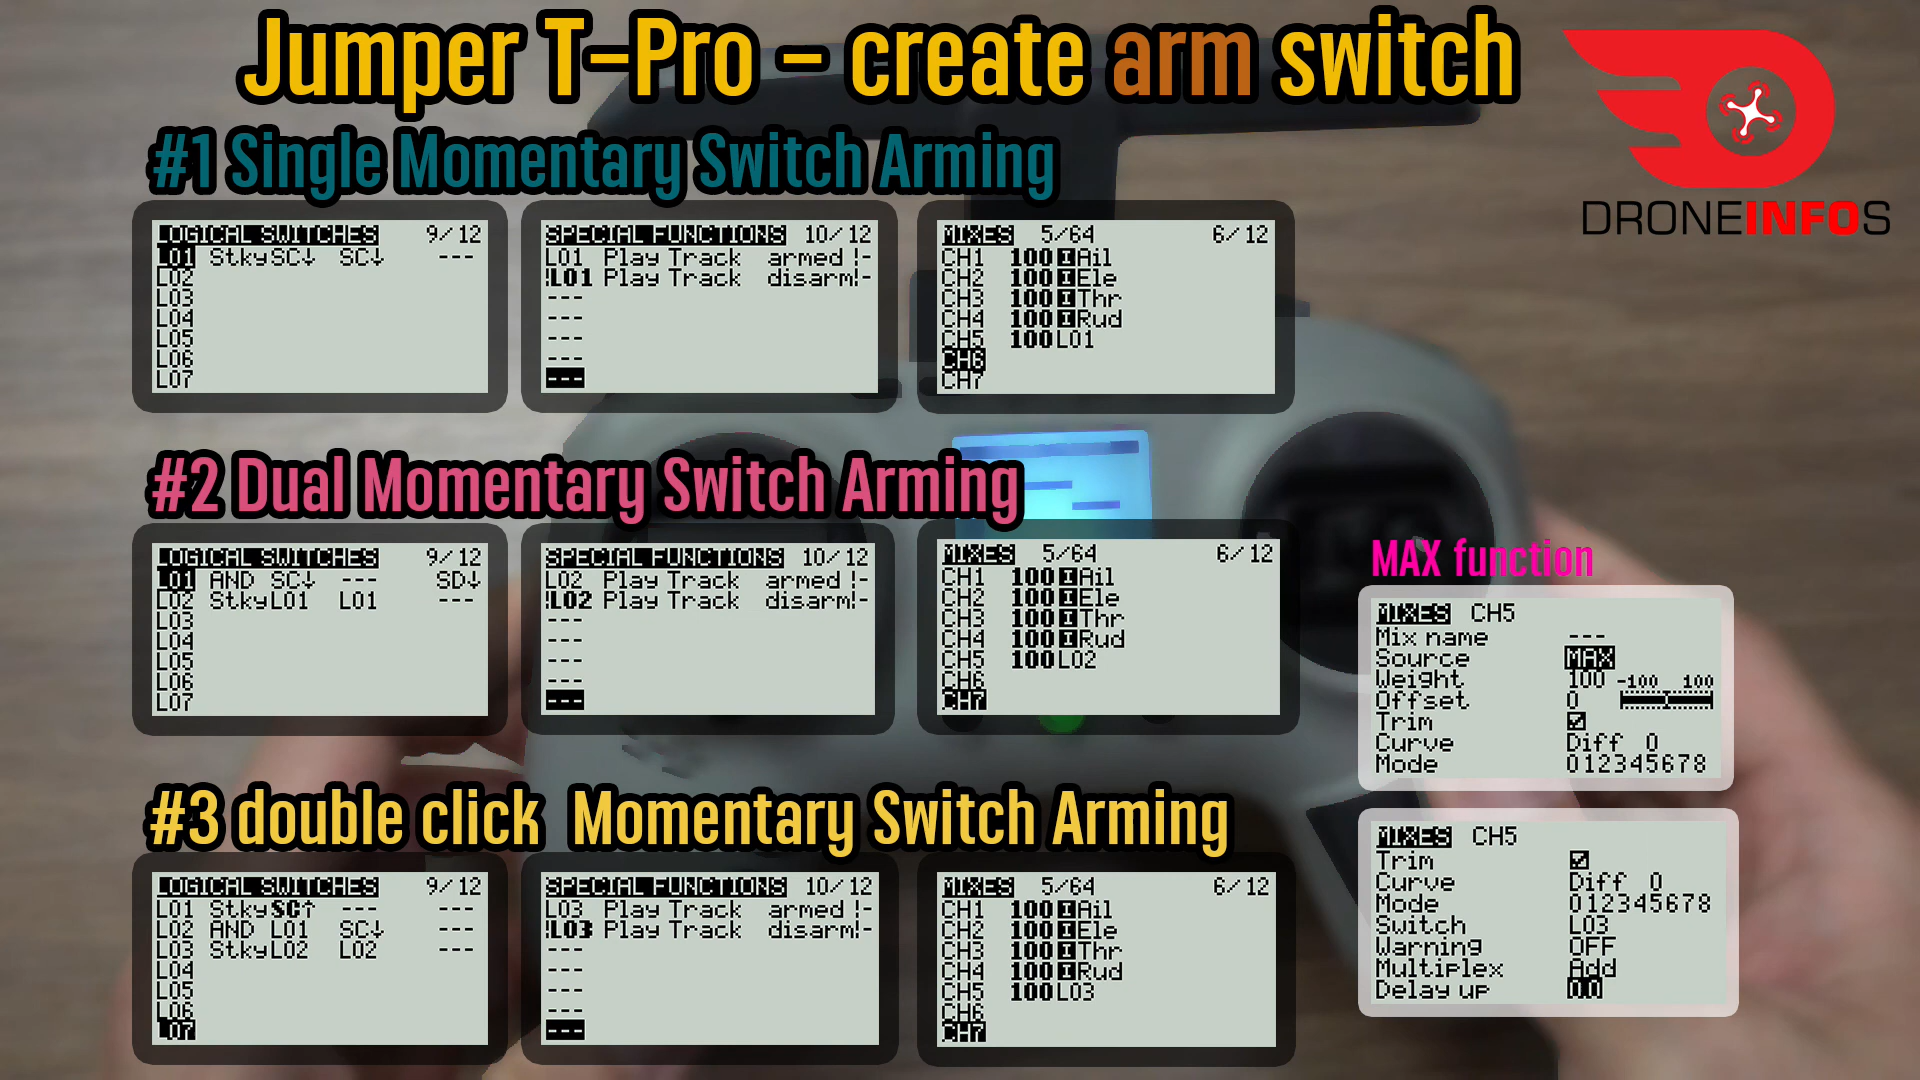 Jumper T-Pro - create arm switch
DRONEINFOS
#1 Single Momentary Switch Arming
LOGICAL SWITCHES 9/12
L01 Stky SC↓ SC↓ ---
L02
L03
L04
L05
L06
L07
SPECIAL FUNCTIONS 10/12
L01 Play Track armed !-
!L01 Play Track disarm!-
---
---
---
---
---
MIXES 5/64 6/12
CH1 100 I Ail
CH2 100 I Ele
CH3 100 I Thr
CH4 100 I Rud
CH5 100 L01
CH6
CH7
#2 Dual Momentary Switch Arming
LOGICAL SWITCHES 9/12
L01 AND SC↓ --- SD↓
L02 Stky L01 L01 ---
L03
L04
L05
L06
L07
SPECIAL FUNCTIONS 10/12
L02 Play Track armed !-
!L02 Play Track disarm!-
---
---
---
---
---
MIXES 5/64 6/12
CH1 100 I Ail
CH2 100 I Ele
CH3 100 I Thr
CH4 100 I Rud
CH5 100 L02
CH6
CH7
MAX function
MIXES CH5
Mix name ---
Source MAX
Weight 100 -100 100
Offset 0
Trim
Curve Diff 0
Mode 012345678
#3 double click Momentary Switch Arming
LOGICAL SWITCHES 9/12
L01 Stky SC↑ --- ---
L02 AND L01 SC↓ ---
L03 Stky L02 L02 ---
L04
L05
L06
L07
SPECIAL FUNCTIONS 10/12
L03 Play Track armed !-
!L03 Play Track disarm!-
---
---
---
---
---
MIXES 5/64 6/12
CH1 100 I Ail
CH2 100 I Ele
CH3 100 I Thr
CH4 100 I Rud
CH5 100 L03
CH6
CH7
MIXES CH5
Trim
Curve Diff 0
Mode 012345678
Switch L03
Warning OFF
Multiplex Add
Delay up 0.0